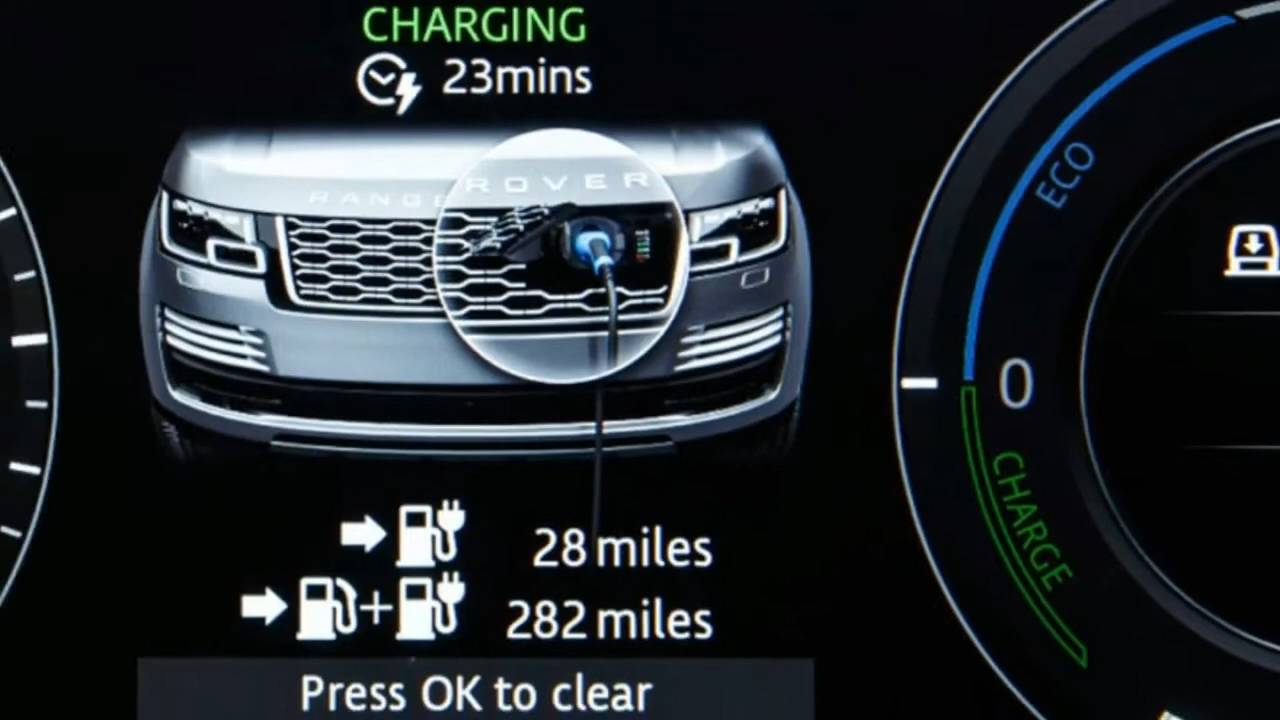 CHARGING
23mins
RANGE ROVER
28 miles
282 miles
Press OK to clear
ECO
0
CHARGE